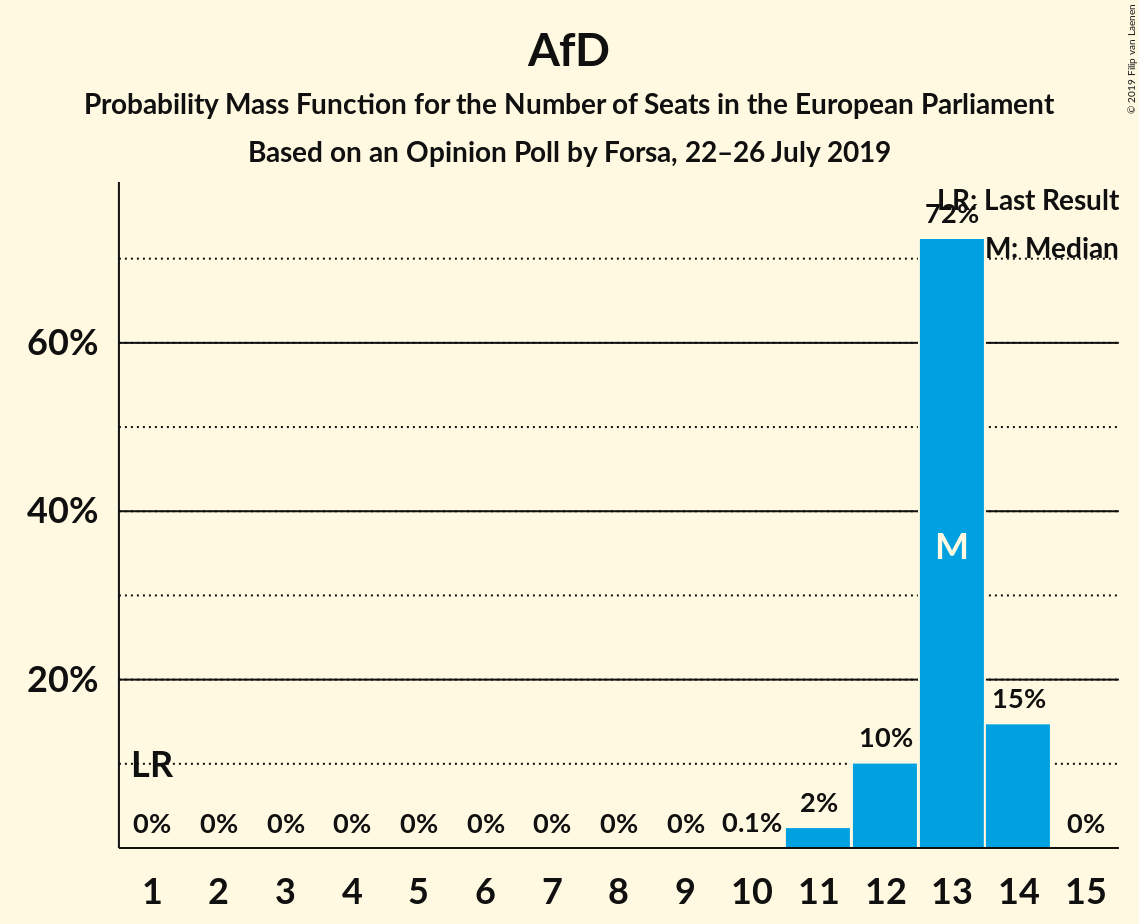 AfD
Probability Mass Function for the Number of Seats in the European Parliament
Based on an Opinion Poll by Forsa, 22–26 July 2019
© 2019 Filip van Laenen
LR: Last Result
M: Median
72%
60%
40%
M
20%
15%
10%
LR
2%
0% 0% 0% 0% 0% 0% 0% 0% 0% 0.1% 0%
1 2 3 4 5 6 7 8 9 10 11 12 13 14 15